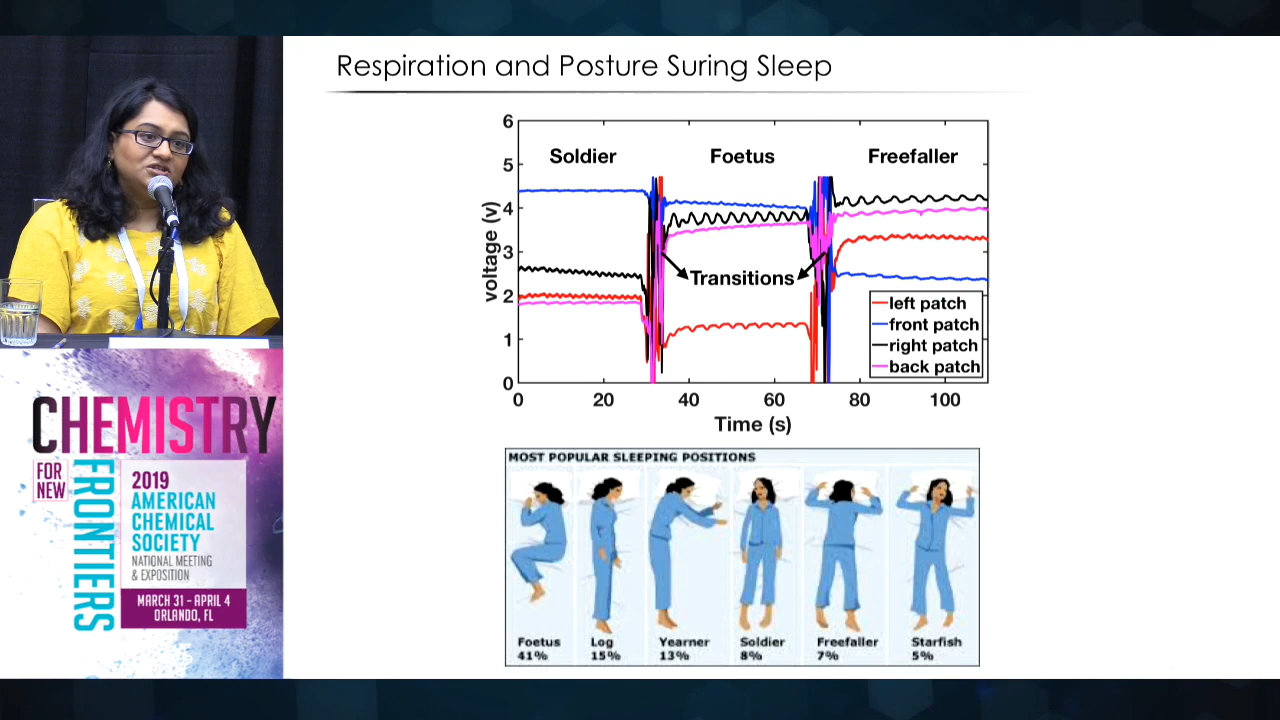 Respiration and Posture Suring Sleep
6
5
4
3
2
1
0
voltage (v)
Soldier
Foetus
Freefaller
Transitions
left patch
front patch
right patch
back patch
0
20
40
60
80
100
Time (s)
MOST POPULAR SLEEPING POSITIONS
Foetus
41%
Log
15%
Yearner
13%
Soldier
8%
Freefaller
7%
Starfish
5%
CHEMISTRY
FOR
NEW
FRONTIERS
2019
AMERICAN
CHEMICAL
SOCIETY
NATIONAL MEETING
& EXPOSITION
MARCH 31 - APRIL 4
ORLANDO, FL